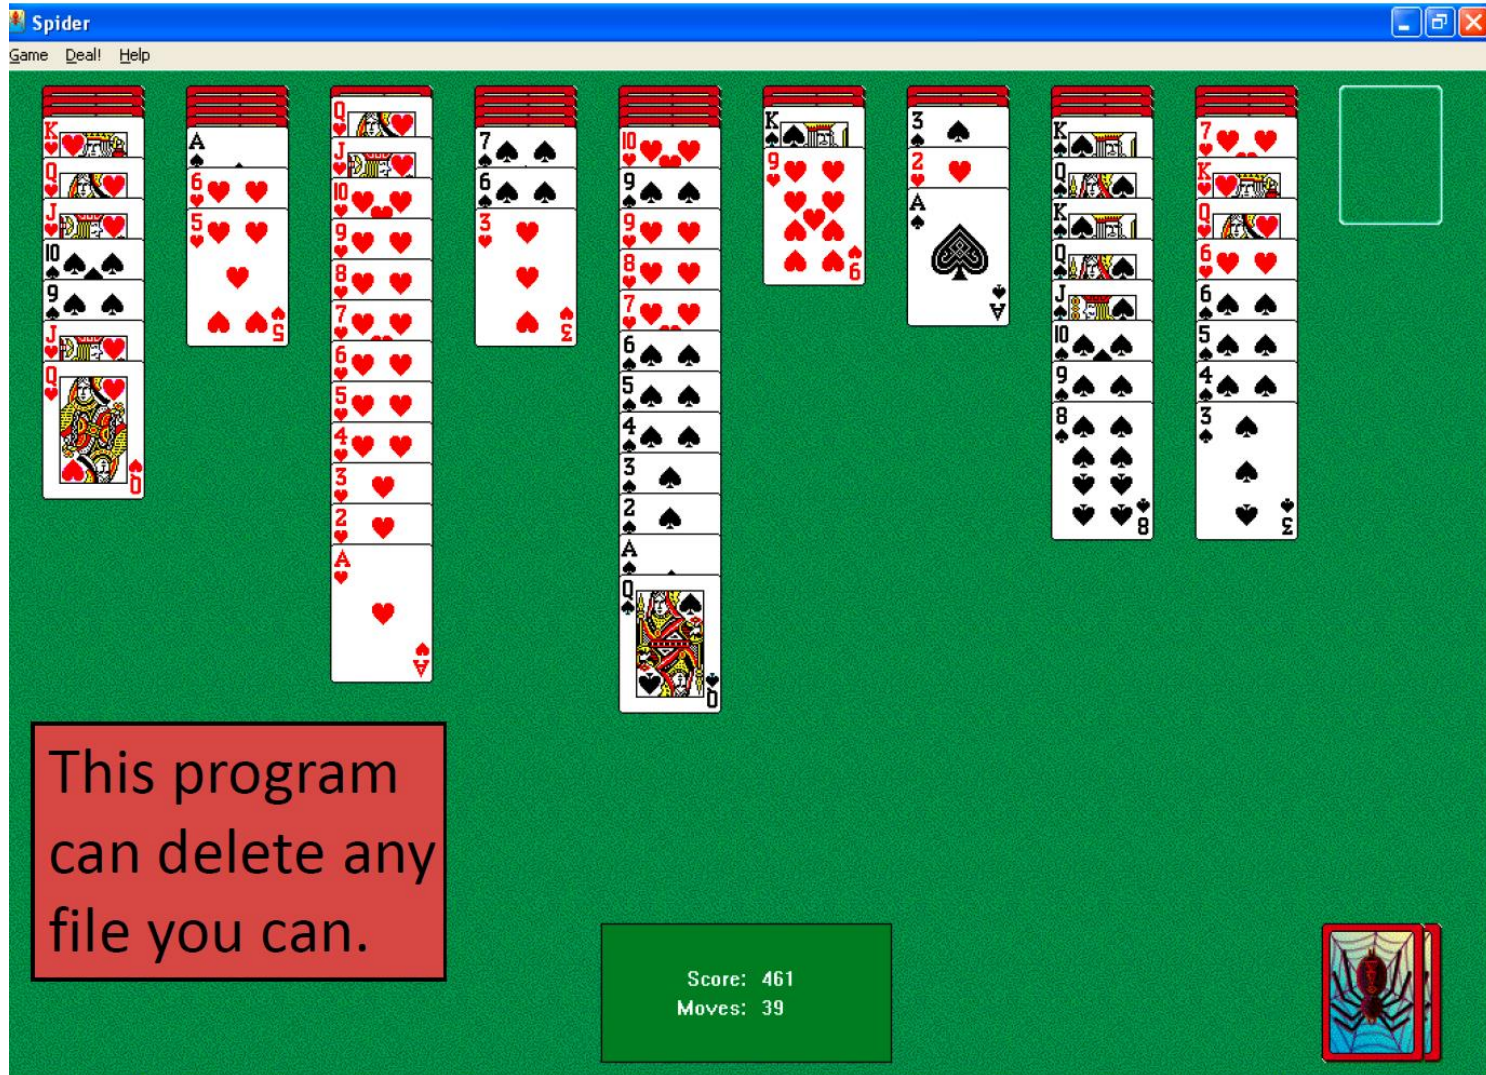 Spider
Game Deal! Help
This program
can delete any
file you can.
Score: 461
Moves: 39